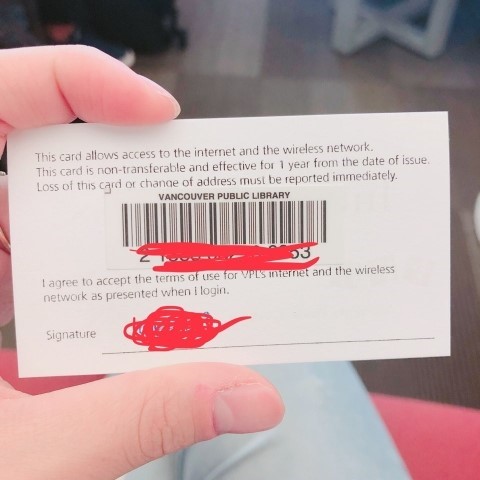 This card allows access to the internet and the wireless network.
This card is non-transferable and effective for 1 year from the date of issue.
Loss of this card or change of address must be reported immediately.
VANCOUVER PUBLIC LIBRARY
I agree to accept the terms of use for VPL's internet and the wireless
network as presented when I login.
Signature